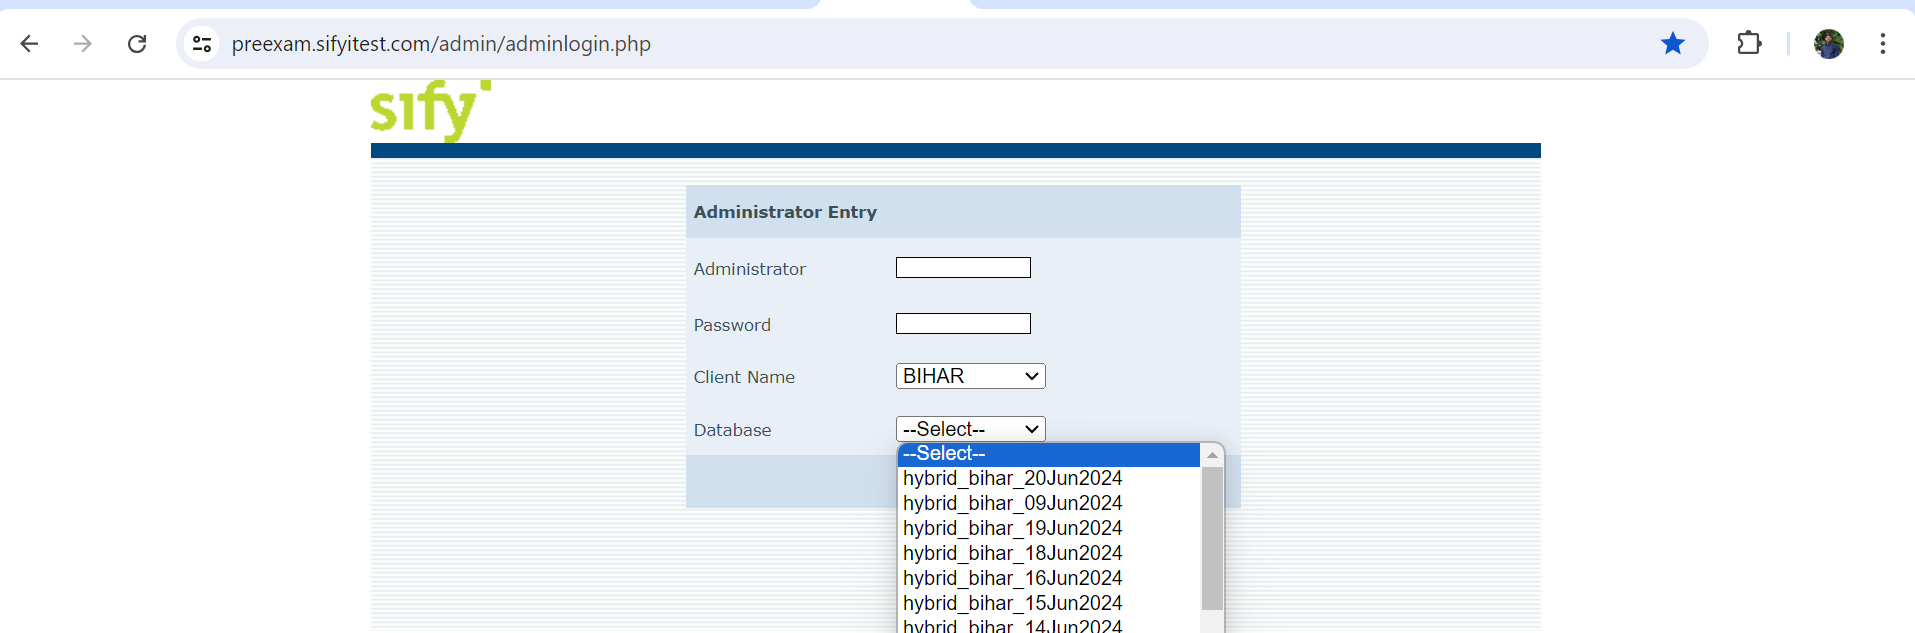 preexam.sifyitest.com/admin/adminlogin.php
sify
Administrator Entry
Administrator
Password
Client Name BIHAR
Database --Select--
--Select--
hybrid_bihar_20Jun2024
hybrid_bihar_09Jun2024
hybrid_bihar_19Jun2024
hybrid_bihar_18Jun2024
hybrid_bihar_16Jun2024
hybrid_bihar_15Jun2024
hybrid_bihar_14Jun2024